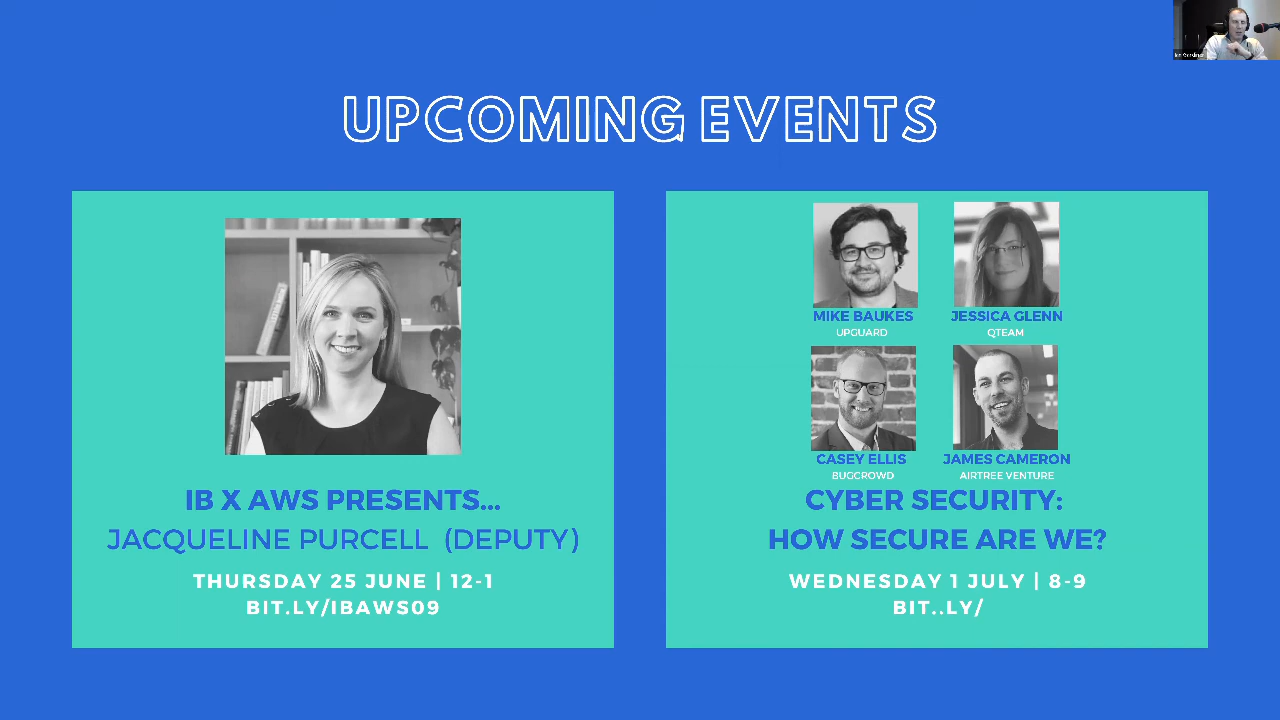 UPCOMING EVENTS
IB X AWS PRESENTS...
JACQUELINE PURCELL (DEPUTY)
THURSDAY 25 JUNE | 12-1
BIT.LY/IBAWS09
MIKE BAUKES
UPGUARD
JESSICA GLENN
QTEAM
CASEY ELLIS
BUGCROWD
JAMES CAMERON
AIRTREE VENTURE
CYBER SECURITY:
HOW SECURE ARE WE?
WEDNESDAY 1 JULY | 8-9
BIT..LY/